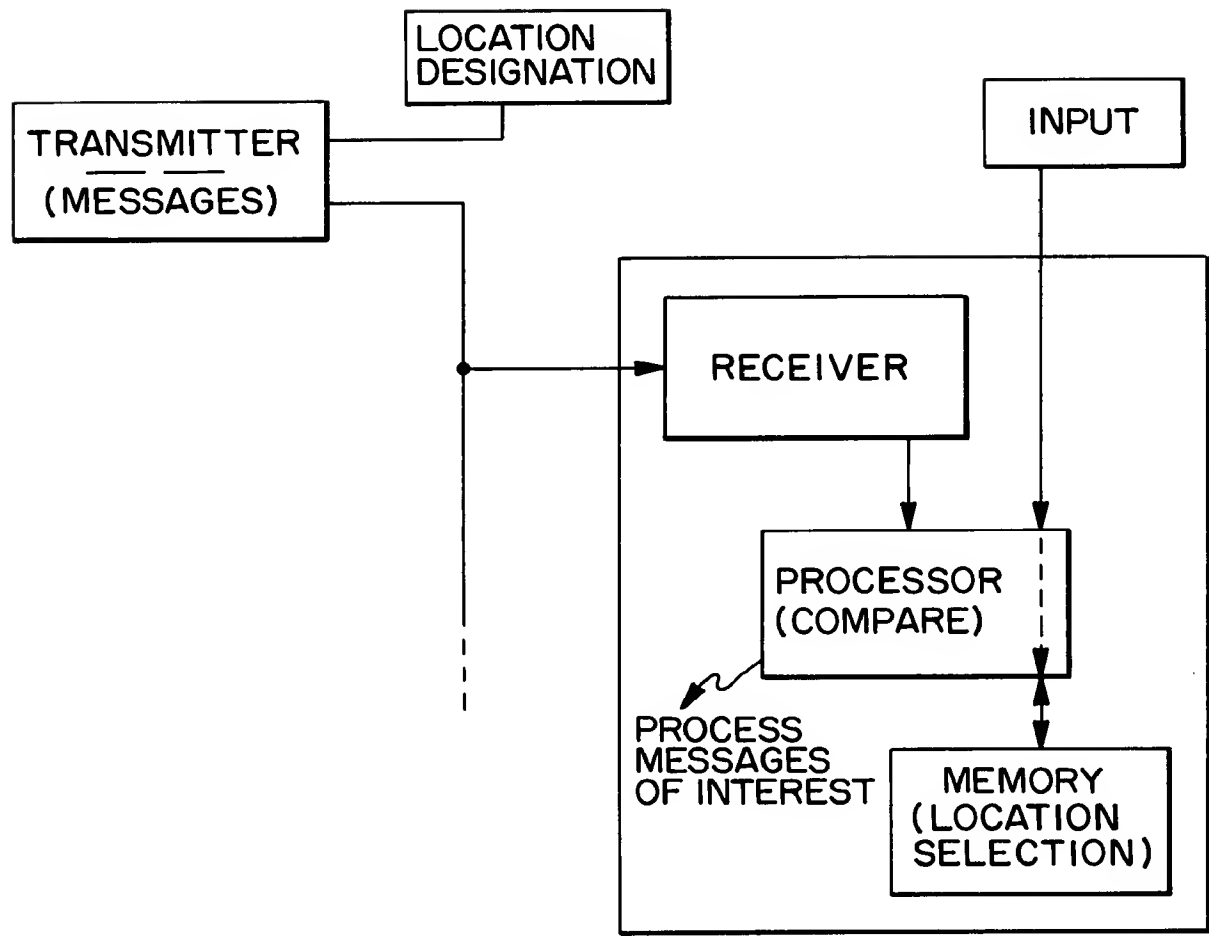 LOCATION
DESIGNATION
TRANSMITTER
(MESSAGES)
INPUT
RECEIVER
PROCESSOR
(COMPARE)
PROCESS
MESSAGES
OF INTEREST
MEMORY
(LOCATION
SELECTION)